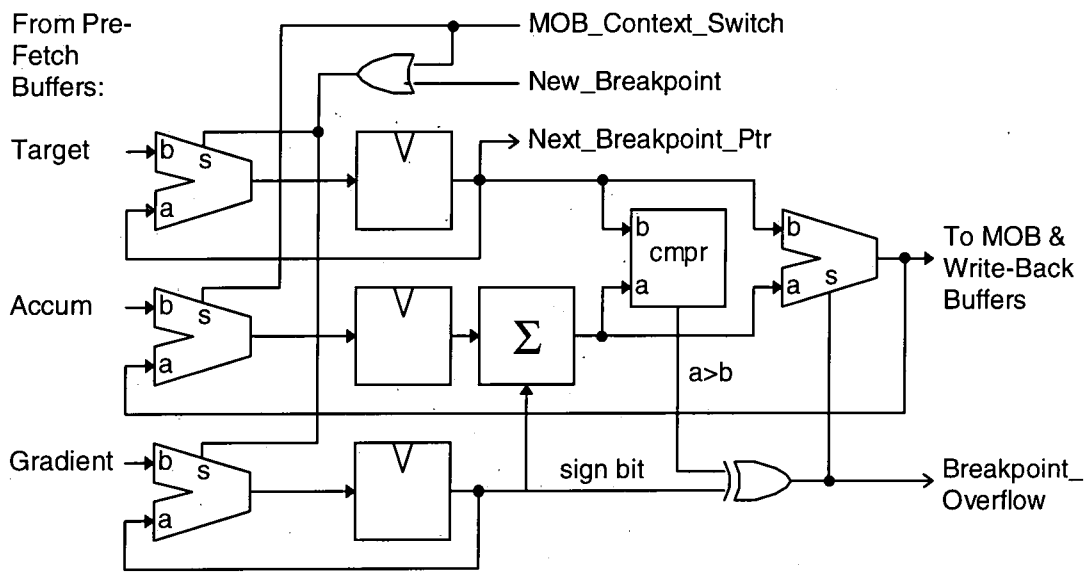 From Pre-
Fetch
Buffers:
MOB_Context_Switch
New_Breakpoint
Target
b
s
a
Next_Breakpoint_Ptr
b
cmpr
a
b
s
a
To MOB &
Write-Back
Buffers
Accum
b
s
a
Σ
a>b
Gradient
b
s
a
sign bit
Breakpoint_
Overflow